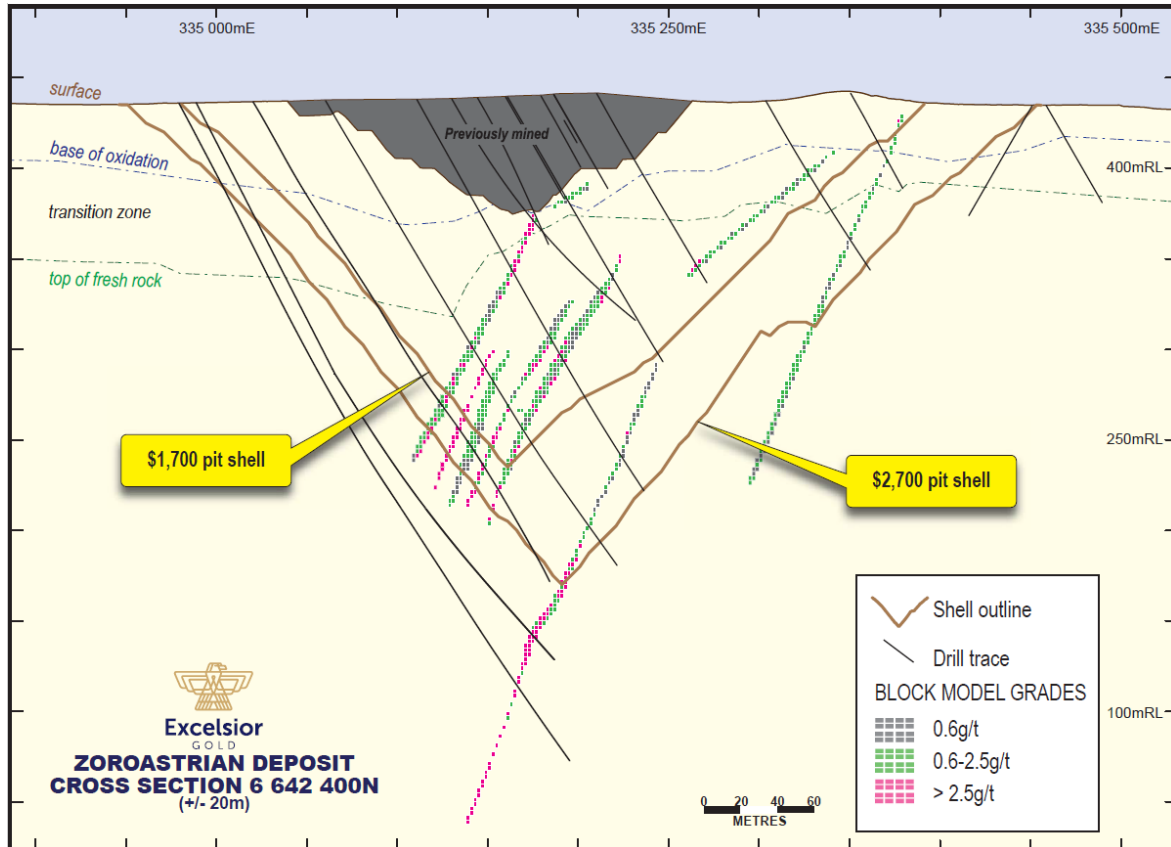 335 000mE
335 250mE
335 500mE
surface
Previously mined
base of oxidation
400mRL
transition zone
top of fresh rock
250mRL
$1,700 pit shell
$2,700 pit shell
Shell outline
Drill trace
BLOCK MODEL GRADES
0.6g/t
0.6-2.5g/t
> 2.5g/t
100mRL
Excelsior
GOLD
ZOROASTRIAN DEPOSIT
CROSS SECTION 6 642 400N
(+/- 20m)
0 20 40 60
METRES